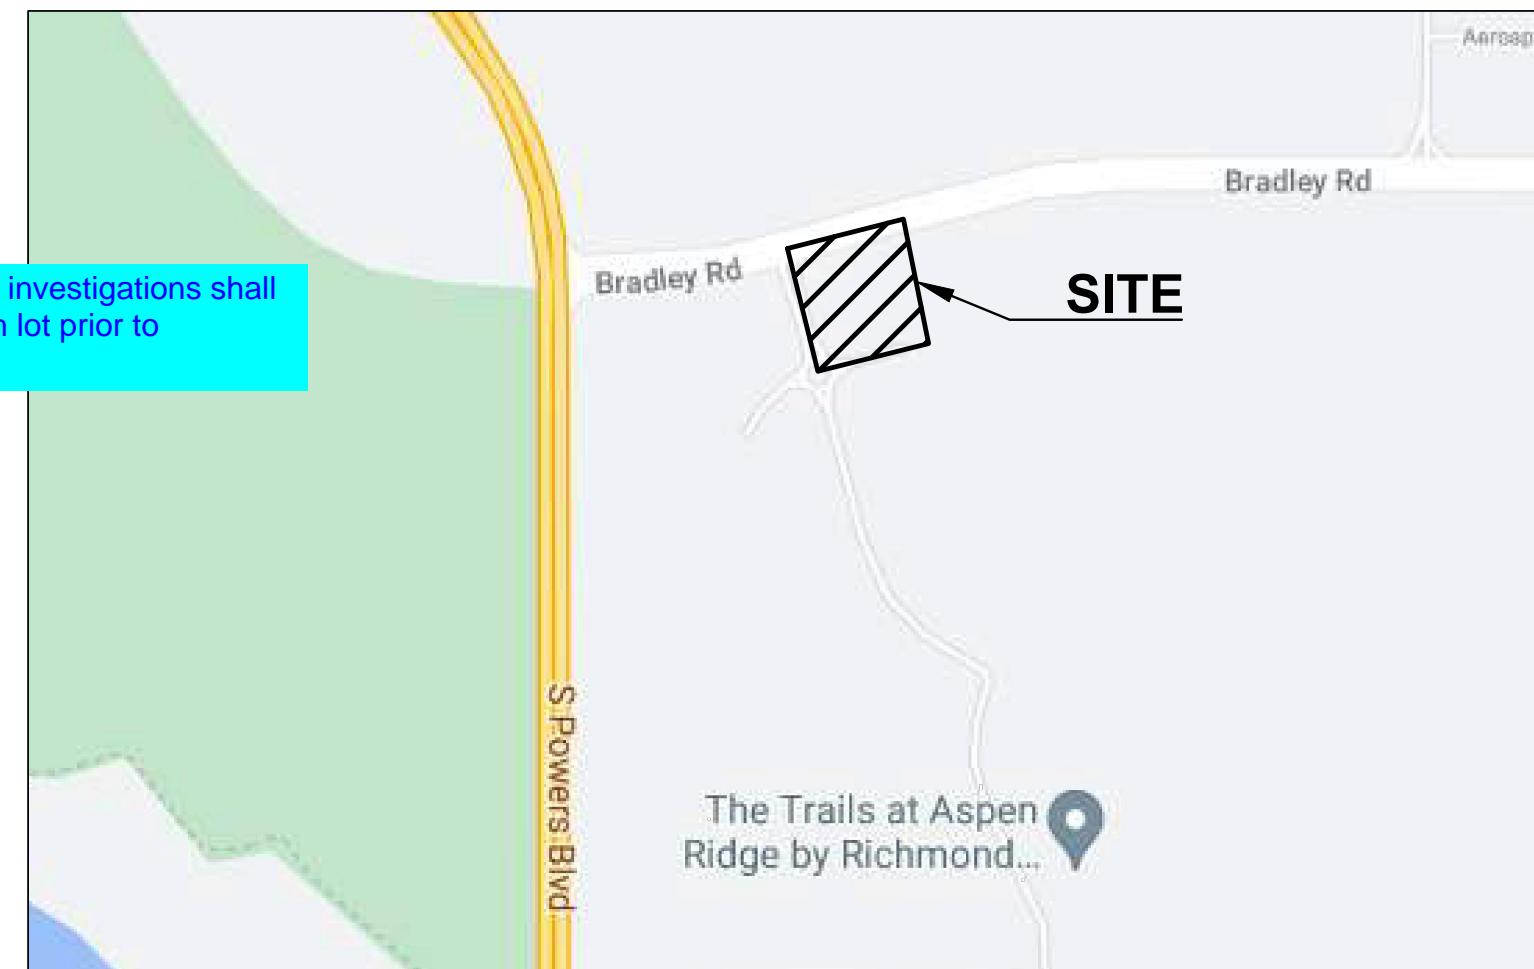 Aerosp
Bradley Rd
investigations shall
lot prior to
Bradley Rd
SITE
S Powers Blvd
The Trails at Aspen
Ridge by Richmond...